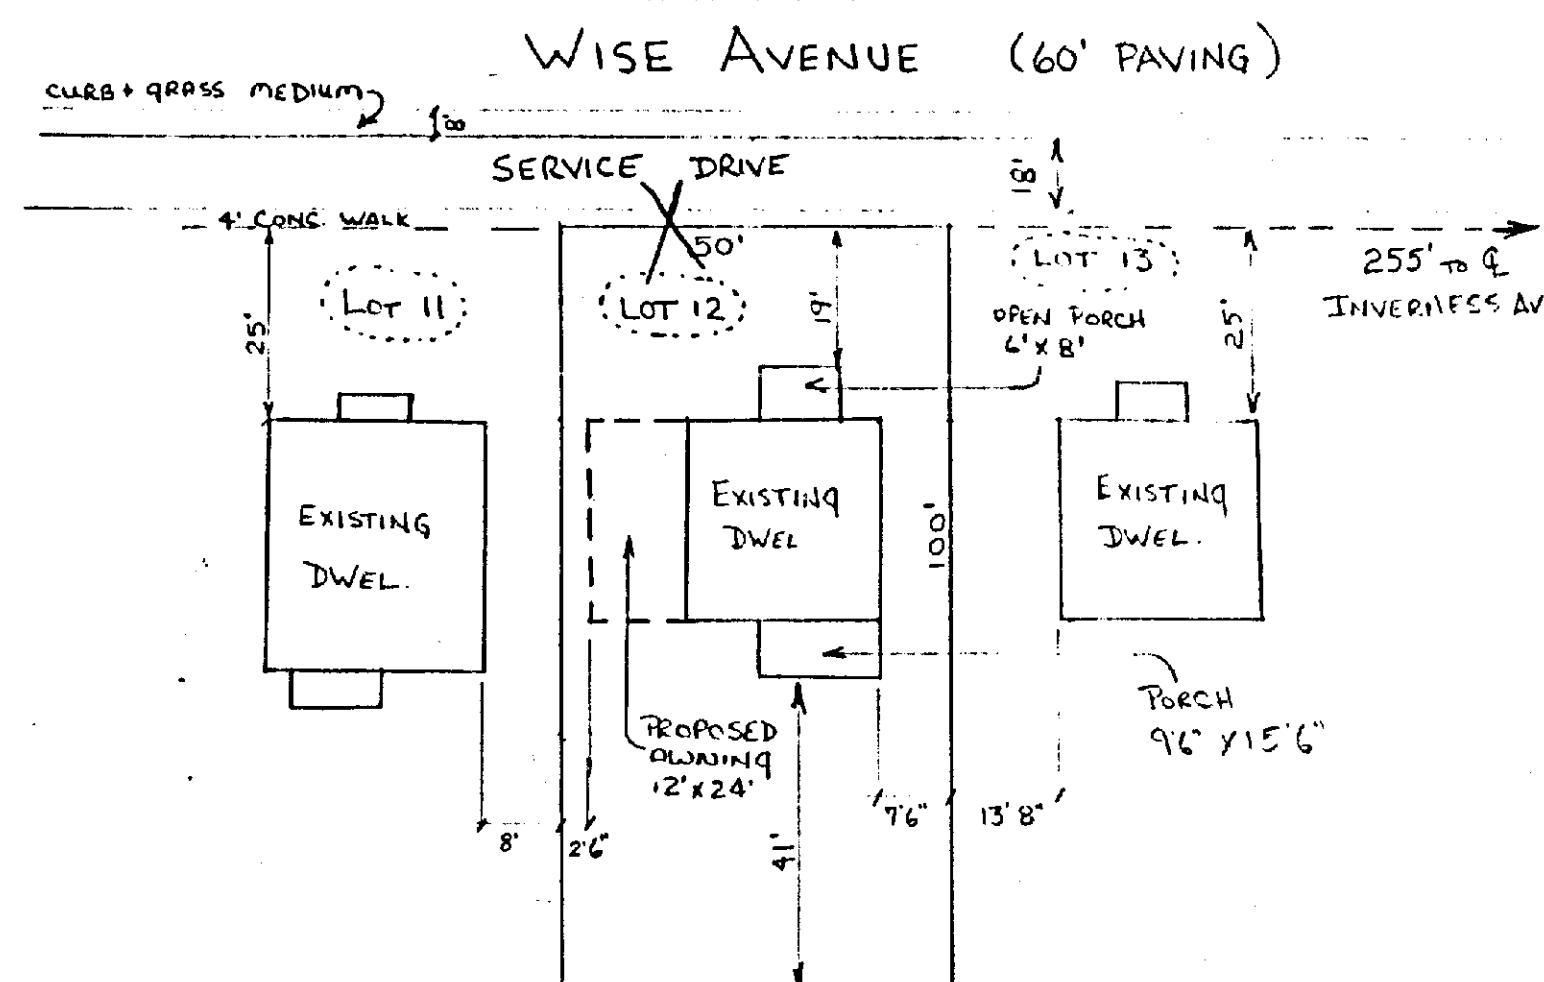 WISE AVENUE (60' PAVING)
CURB + GRASS MEDIUM
8'
SERVICE DRIVE
18'
4' CONC. WALK
50'
LOT 11
LOT 12
LOT 13
255' TO ℄
INVERNESS AV
25'
19'
25'
OPEN PORCH
6' X 8'
EXISTING
DWEL.
EXISTING
DWEL
100'
EXISTING
DWEL.
PROPOSED
AWNING
12' X 24'
PORCH
9'6" X 15'6"
8'
2'6"
41'
7'6"
13' 8"